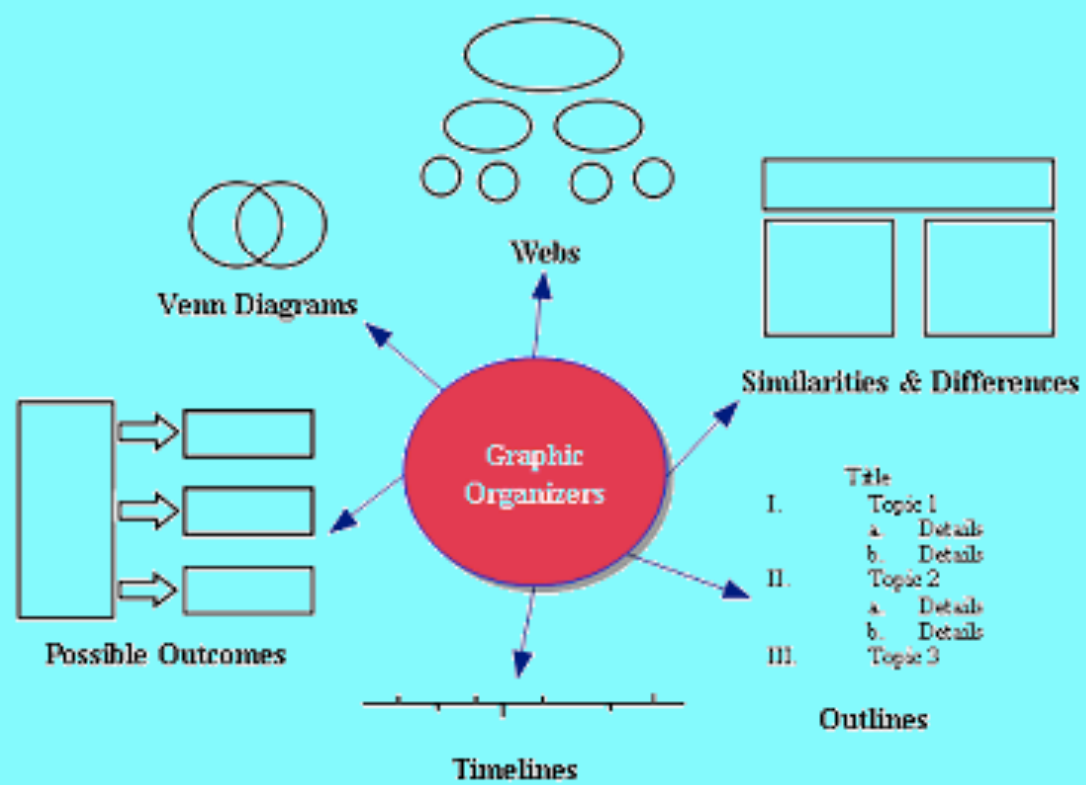 Webs
Venn Diagrams
Similarities & Differences
Graphic
Organizers
Title
I. Topic 1
a. Details
b. Details
II. Topic 2
a. Details
b. Details
III. Topic 3
Possible Outcomes
Outlines
Timelines